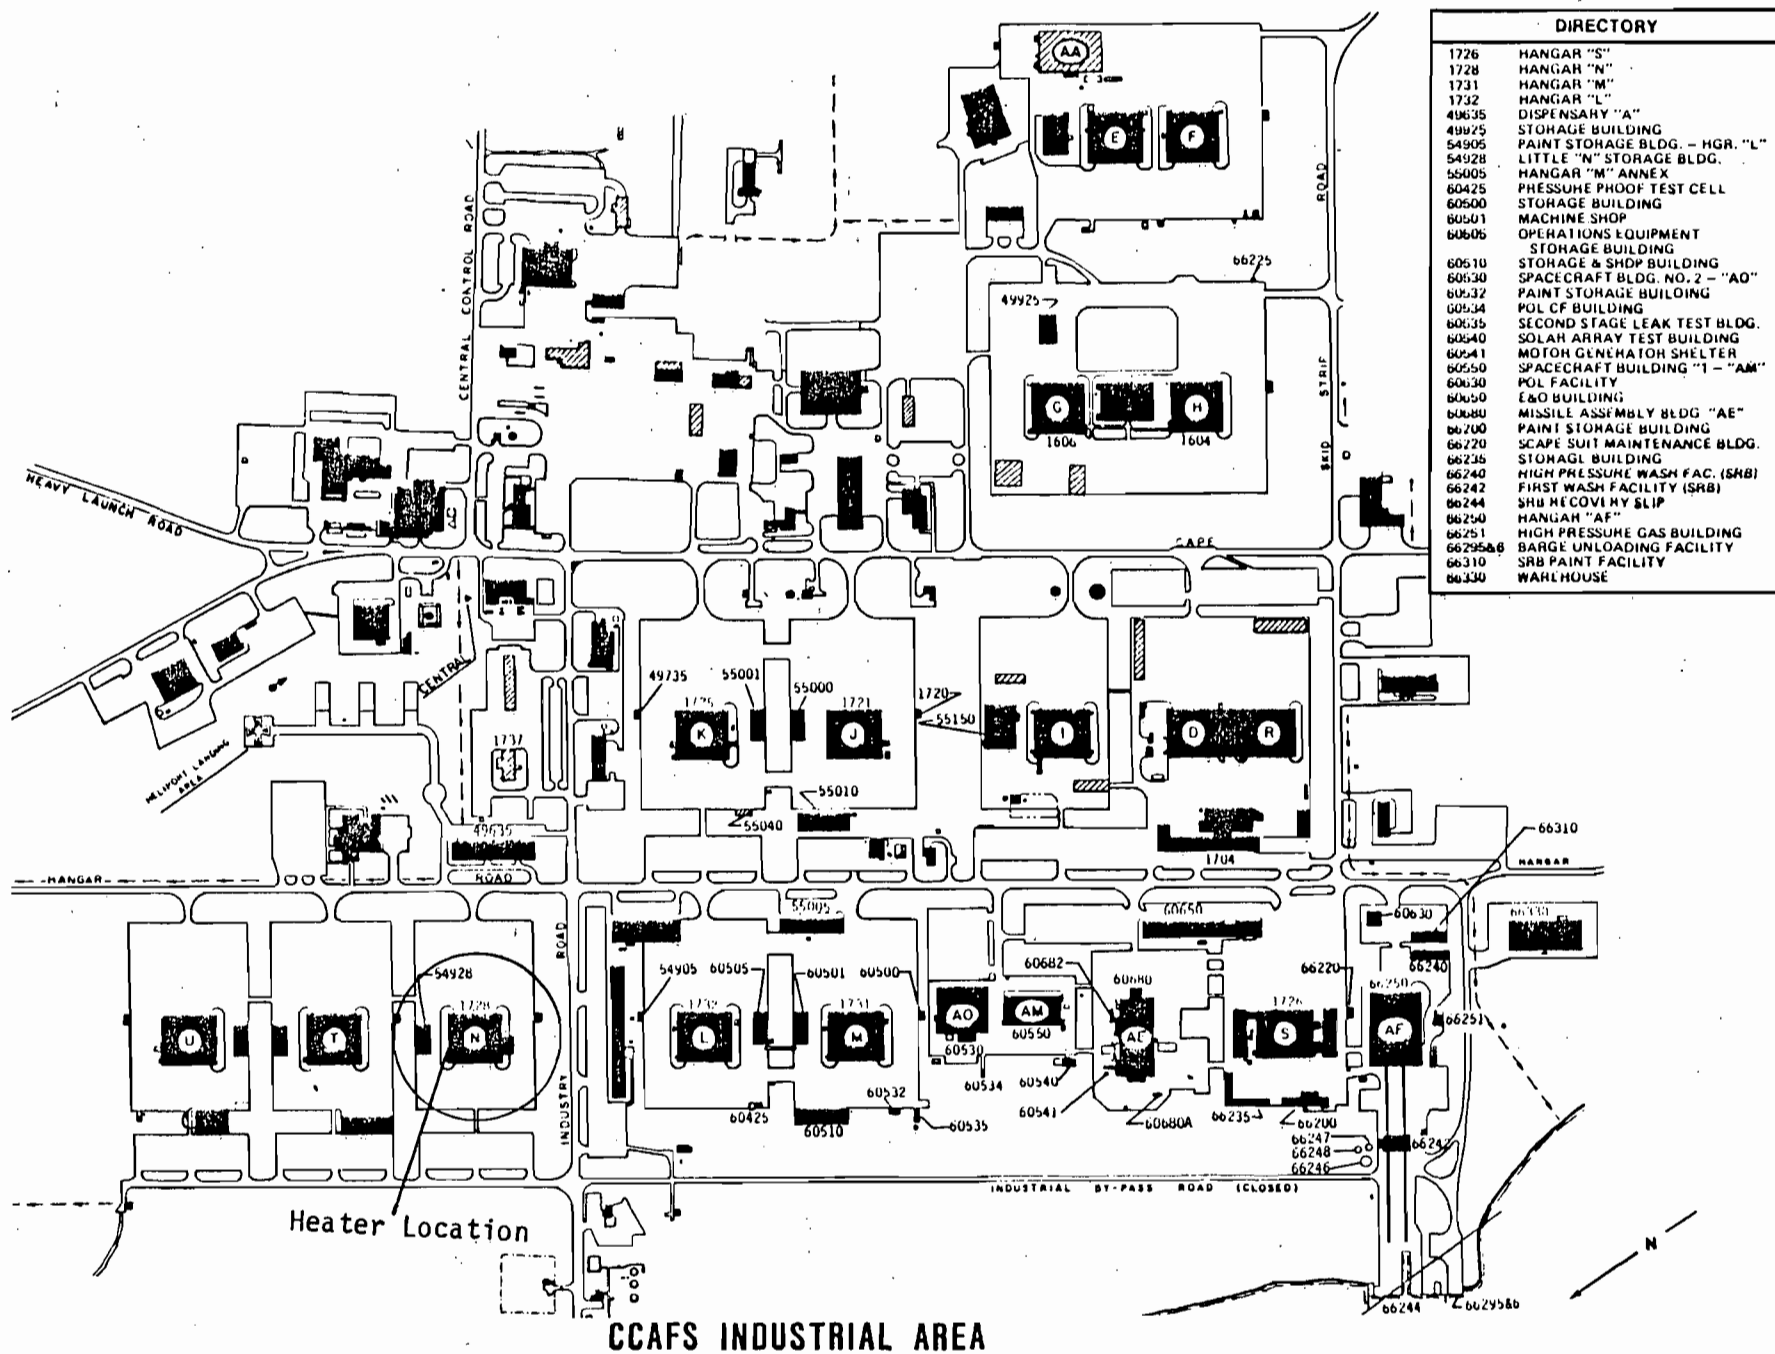 DIRECTORY
1726 HANGAR "S"
1728 HANGAR "N"
1731 HANGAR "M"
1732 HANGAR "L"
49635 DISPENSARY "A"
49925 STORAGE BUILDING
54905 PAINT STORAGE BLDG. – HGR. "L"
54928 LITTLE "N" STORAGE BLDG.
55005 HANGAR "M" ANNEX
60425 PRESSURE PROOF TEST CELL
60500 STORAGE BUILDING
60501 MACHINE SHOP
60505 OPERATIONS EQUIPMENT
STORAGE BUILDING
60510 STORAGE & SHOP BUILDING
60530 SPACECRAFT BLDG. NO. 2 – "AO"
60532 PAINT STORAGE BUILDING
60534 POL CF BUILDING
60535 SECOND STAGE LEAK TEST BLDG.
60540 SOLAR ARRAY TEST BUILDING
60541 MOTOR GENERATOR SHELTER
60550 SPACECRAFT BUILDING "1 – "AM"
60630 POL FACILITY
60650 E&O BUILDING
60680 MISSILE ASSEMBLY BLDG "AE"
66200 PAINT STORAGE BUILDING
66220 SCAPE SUIT MAINTENANCE BLDG.
66235 STORAGE BUILDING
66240 HIGH PRESSURE WASH FAC. (SRB)
66242 FIRST WASH FACILITY (SRB)
66244 SRB RECOVERY SLIP
66250 HANGAR "AF"
66251 HIGH PRESSURE GAS BUILDING
66295&6 BARGE UNLOADING FACILITY
66310 SRB PAINT FACILITY
66330 WAREHOUSE
AA
E
F
ROAD
CENTRAL CONTROL ROAD
66225
49925
G
H
1606
1604
SKID STRIP
HEAVY LAUNCH ROAD
AC
CAPE
CENTRAL
49735
55001
55000
1720
55150
1726
1721
K
J
I
D
R
1737
HELIPORT LANDING
AREA
55010
55040
49635
1704
66310
HANGAR
ROAD
HANGAR
55005
60650
60630
66330
INDUSTRY ROAD
54928
54905
60505
60501
60500
60682
60680
66220
66240
66250
1728
1732
1731
1726
U
T
N
L
M
AO
AM
AE
S
AF
66251
60530
60550
60534
60540
60541
60532
60425
60510
60535
60680A
66235
66200
66247
66248
66246
66242
INDUSTRIAL BY-PASS ROAD (CLOSED)
Heater Location
N
66244
66295&6
CCAFS INDUSTRIAL AREA